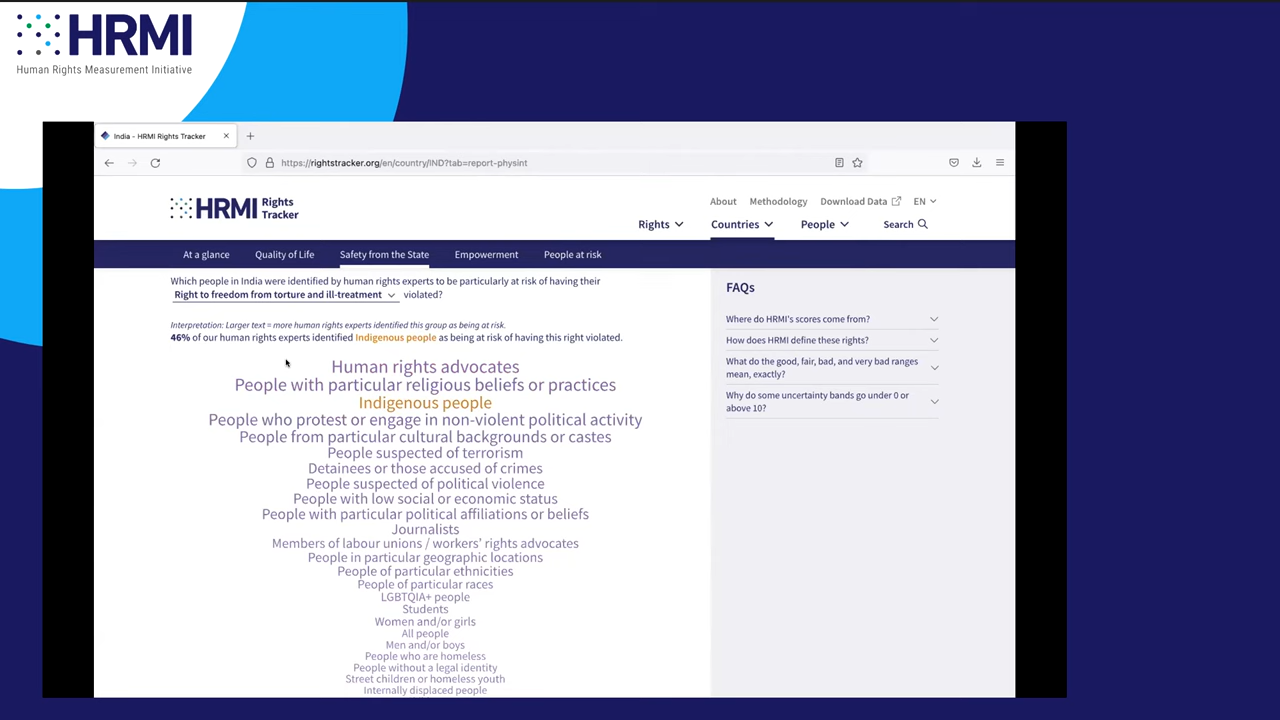 HRMI
Human Rights Measurement Initiative
India - HRMI Rights Tracker
https://rightstracker.org/en/country/IND?tab=report-physint
HRMI Rights Tracker
About Methodology Download Data EN
Rights Countries People Search
At a glance Quality of Life Safety from the State Empowerment People at risk
Which people in India were identified by human rights experts to be particularly at risk of having their
Right to freedom from torture and ill-treatment violated?
Interpretation: Larger text = more human rights experts identified this group as being at risk.
46% of our human rights experts identified Indigenous people as being at risk of having this right violated.
Human rights advocates
People with particular religious beliefs or practices
Indigenous people
People who protest or engage in non-violent political activity
People from particular cultural backgrounds or castes
People suspected of terrorism
Detainees or those accused of crimes
People suspected of political violence
People with low social or economic status
People with particular political affiliations or beliefs
Journalists
Members of labour unions / workers' rights advocates
People in particular geographic locations
People of particular ethnicities
People of particular races
LGBTQIA+ people
Students
Women and/or girls
All people
Men and/or boys
People who are homeless
People without a legal identity
Street children or homeless youth
Internally displaced people
FAQs
Where do HRMI's scores come from?
How does HRMI define these rights?
What do the good, fair, bad, and very bad ranges
mean, exactly?
Why do some uncertainty bands go under 0 or
above 10?